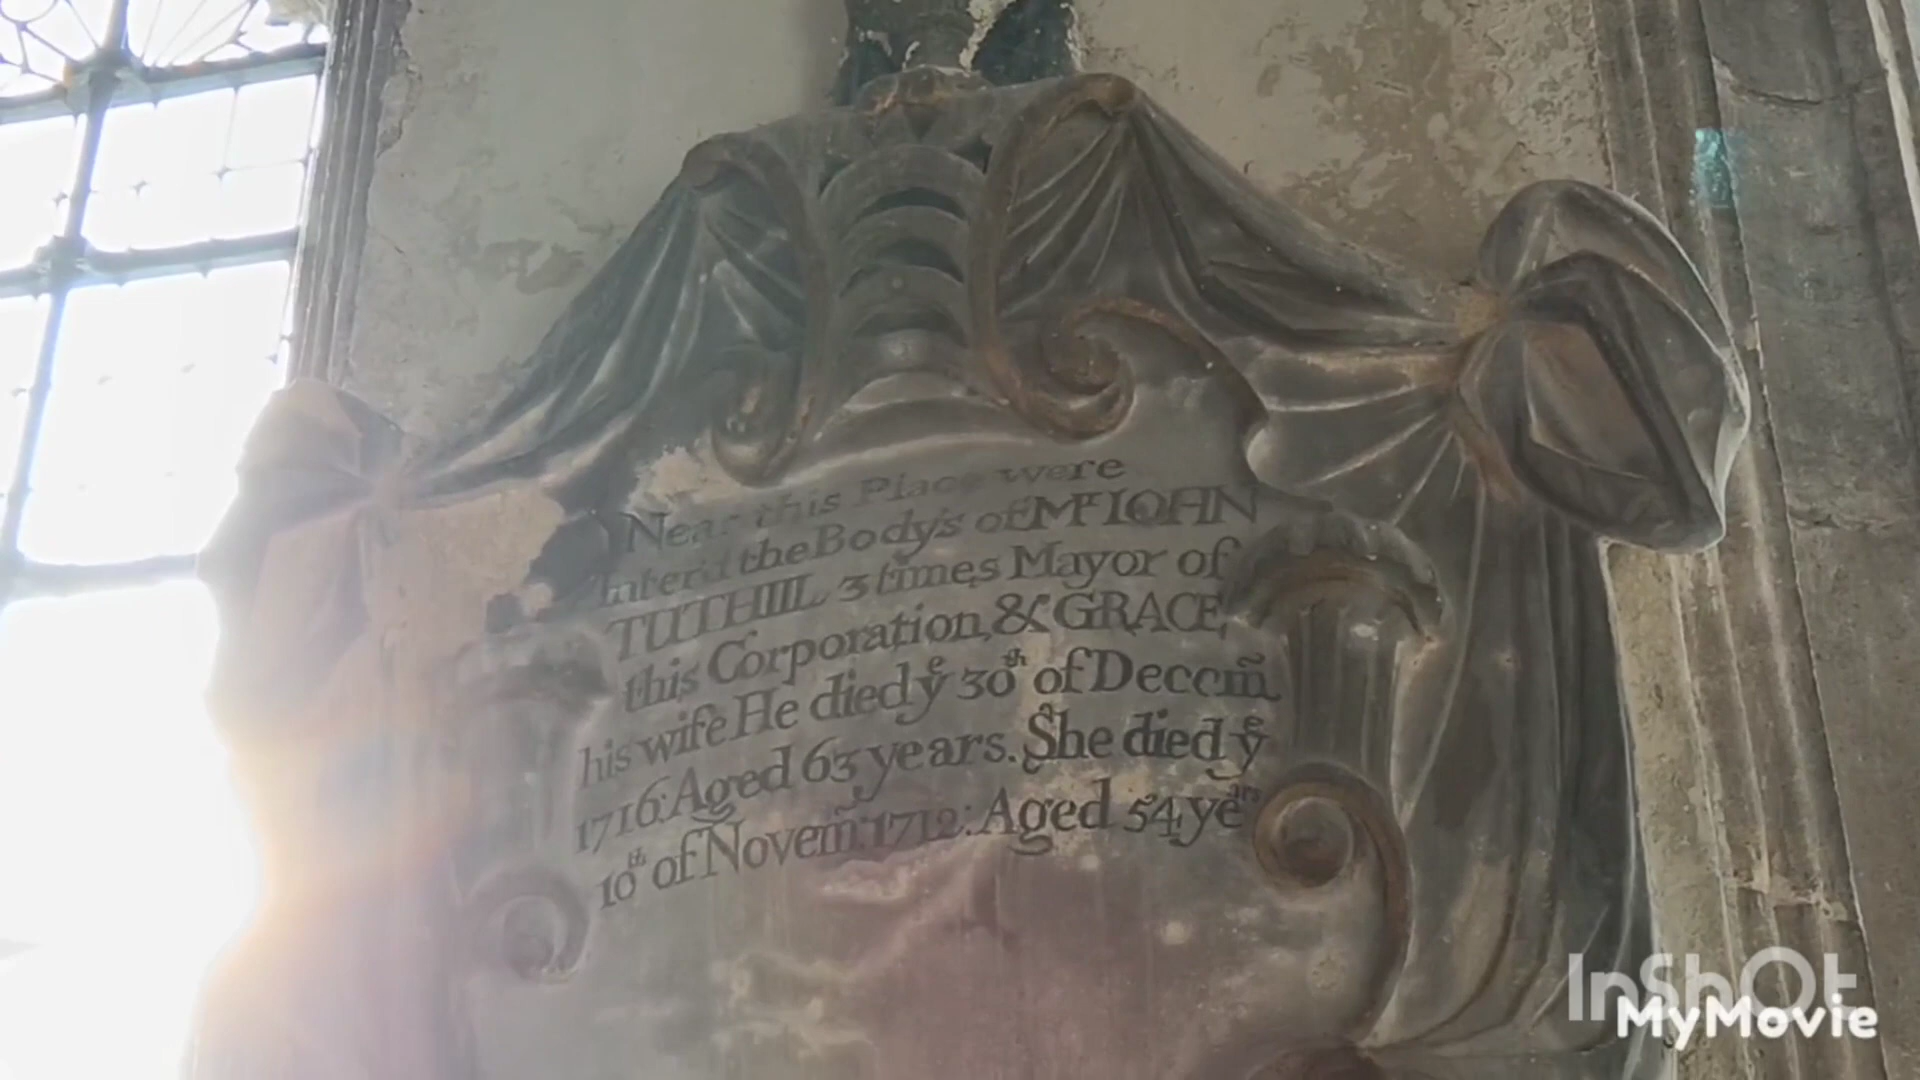 Near this Place were
Inter'd the Body's of Mr. IOHN
TUTHILL 3 times Mayor of
this Corporation, & GRACE
his wife He died ye 30th of Decem̃
1716: Aged 63 years. She died ye
10th of Novem̃: 1712: Aged 54 years
InShOt
MyMovie